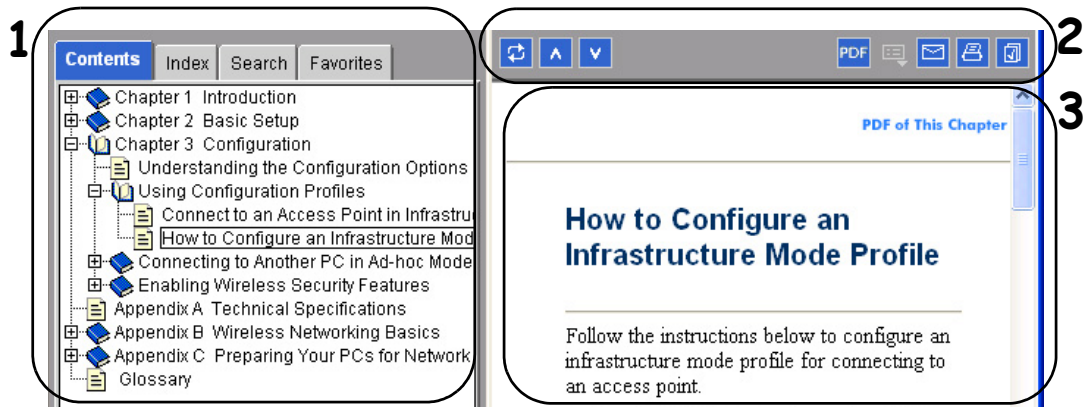 1
Contents Index Search Favorites
Chapter 1 Introduction
Chapter 2 Basic Setup
Chapter 3 Configuration
Understanding the Configuration Options
Using Configuration Profiles
Connect to an Access Point in Infrastru
How to Configure an Infrastructure Mod
Connecting to Another PC in Ad-hoc Mode
Enabling Wireless Security Features
Appendix A Technical Specifications
Appendix B Wireless Networking Basics
Appendix C Preparing Your PCs for Network
Glossary
2
PDF
3
PDF of This Chapter
How to Configure an
Infrastructure Mode Profile
Follow the instructions below to configure an
infrastructure mode profile for connecting to
an access point.